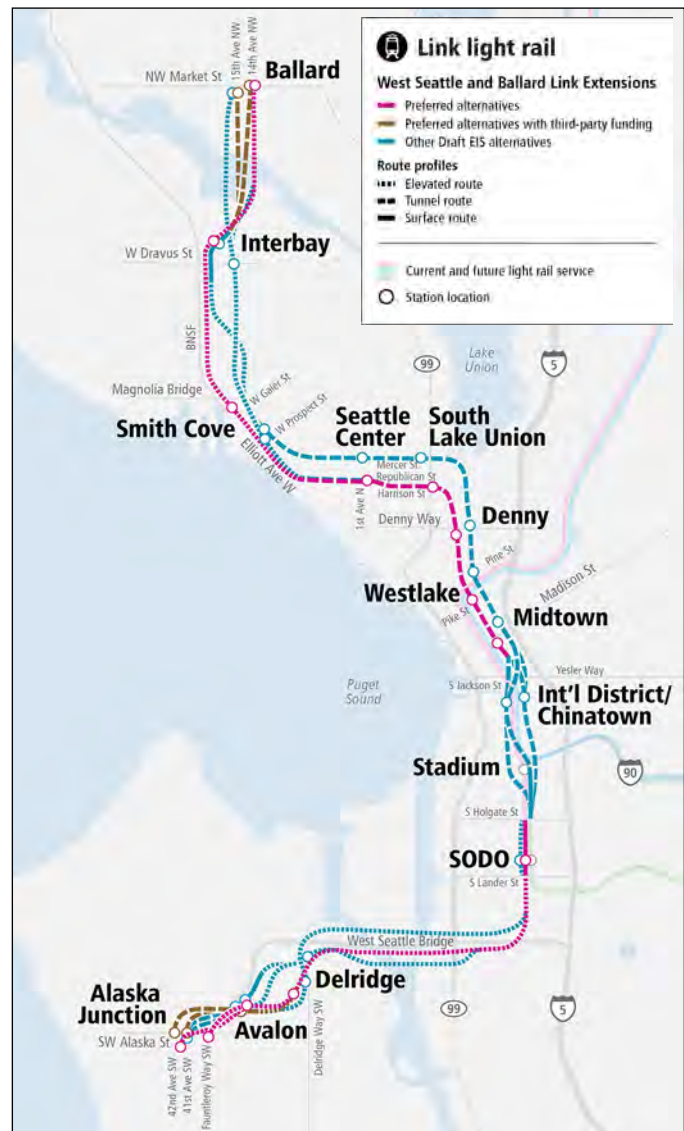 Link light rail
West Seattle and Ballard Link Extensions
Preferred alternatives
Preferred alternatives with third-party funding
Other Draft EIS alternatives
Route profiles
Elevated route
Tunnel route
Surface route
Current and future light rail service
Station location
15th Ave NW
14th Ave NW
NW Market St
Ballard
W Dravus St
Interbay
BNSF
99
Lake
Union
5
Magnolia Bridge
W Galer St
W Prospect St
Smith Cove
Elliott Ave W
Seattle
Center
South
Lake Union
Mercer St
Republican St
Harrison St
1st Ave N
Denny Way
Denny
Pine St
Westlake
Pike St
Madison St
Midtown
Yesler Way
Puget
Sound
S Jackson St
Int'l District/
Chinatown
Stadium
90
S Holgate St
SODO
S Lander St
West Seattle Bridge
Delridge
Alaska
Junction
Avalon
SW Alaska St
42nd Ave SW
41st Ave SW
Fauntleroy Way SW
Delridge Way SW
99
5